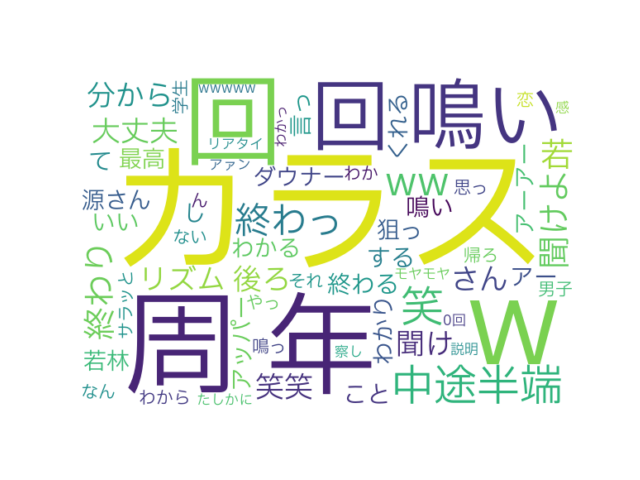 分から
wwwww
学生
回
回
わかっ
言っ
くれる
鳴い
恋
感
大丈夫
リアタイ
て
最高
アァン
ダウナー
わか
ww
思っ
アーアー
若
聞けよ
カラス
源さん
し
ん
いい
ない
終わっ
鳴い
狙っ
わかる
する
さん
アー
帰ろ
男子
終わり
サラッと
リズム
後ろ
それ
終わる
モヤモヤ
周年
アッパー
やっ
笑
わかり
0回
w
若林
鳴っ
察し
聞け
説明
なん
わから
たしかに
笑笑
こと
中途半端